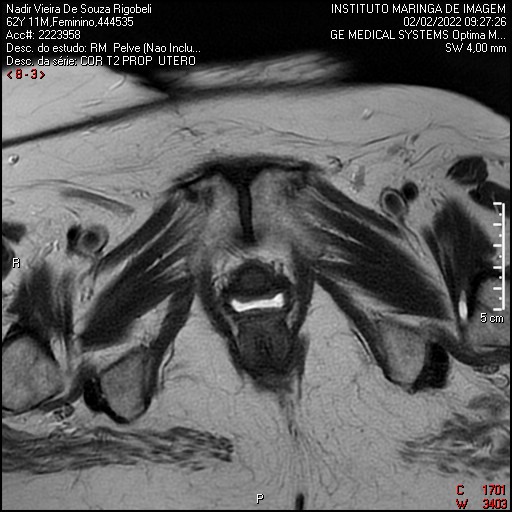 Nadir Vieira De Souza Rigobeli
62Y 11M,Feminino,444535
Acc#: 2223958
Desc. do estudo: RM Pelve (Nao Inclu...
Desc. da série: COR T2 PROP UTERO
<8-3>
INSTITUTO MARINGA DE IMAGEM
02/02/2022 09:27:26
GE MEDICAL SYSTEMS Optima M...
SW 4,00 mm
R
5 cm
P
C 1701
W 3403